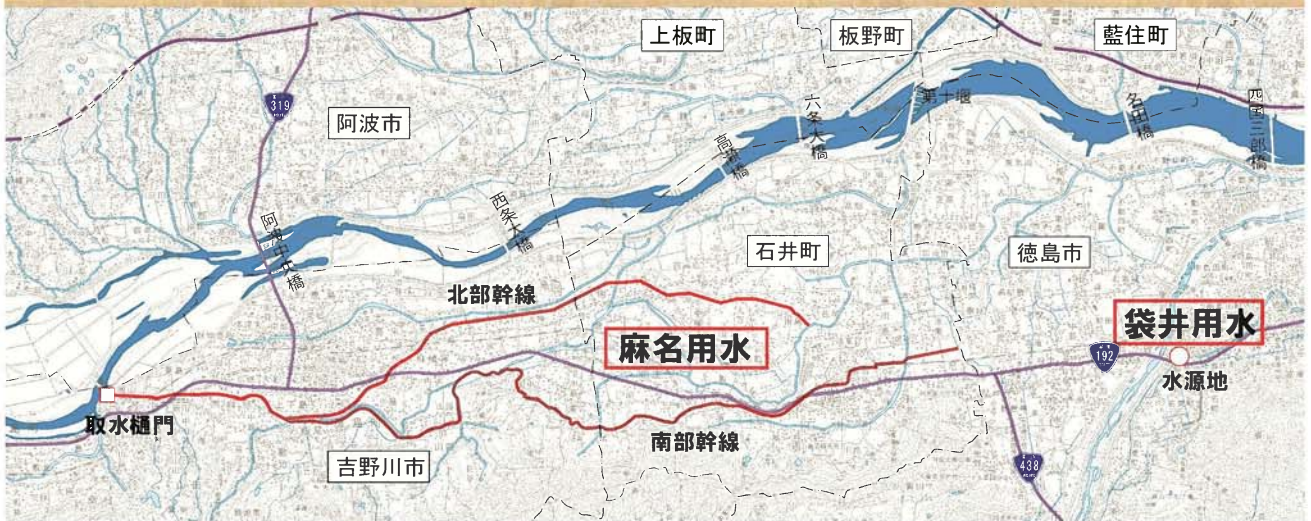 上板町
板野町
藍住町
319
阿波市
六条大橋
第十堰
名田橋
四国三郎橋
高瀬橋
西条大橋
阿波中央橋
石井町
徳島市
北部幹線
麻名用水
袋井用水
192
水源地
取水樋門
南部幹線
吉野川市
438